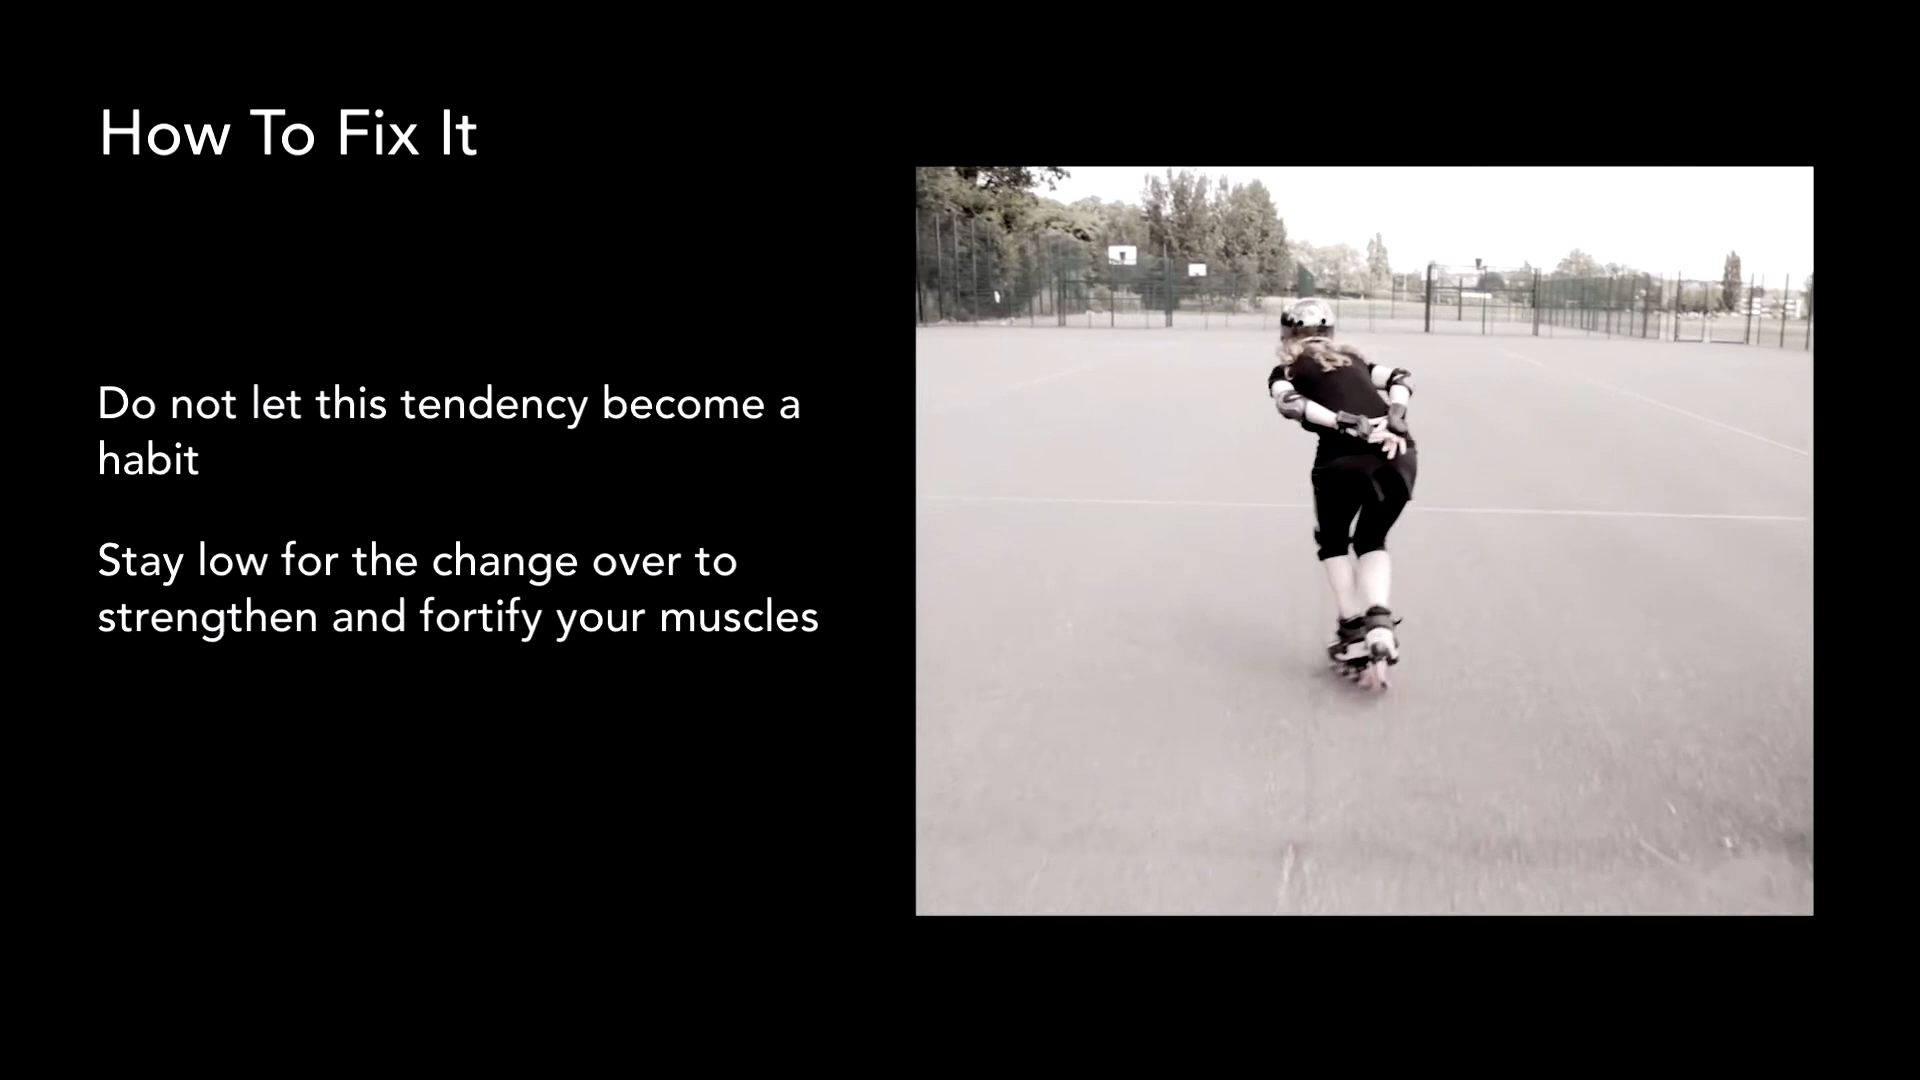 How To Fix It
Do not let this tendency become a
habit
Stay low for the change over to
strengthen and fortify your muscles